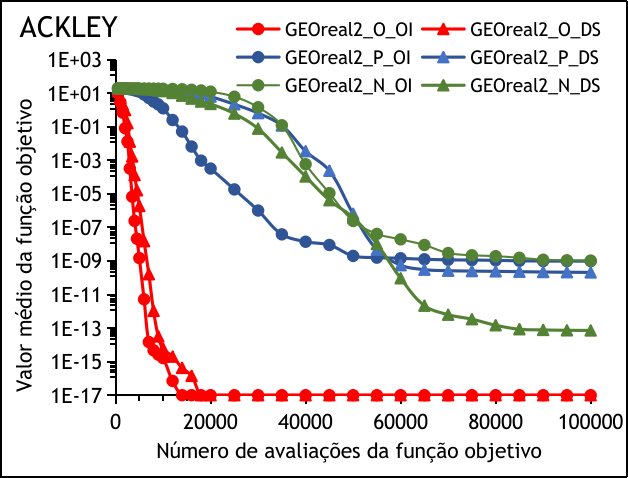 ACKLEY
GEOreal2_O_OI GEOreal2_O_DS
GEOreal2_P_OI GEOreal2_P_DS
GEOreal2_N_OI GEOreal2_N_DS
Valor médio da função objetivo
1E+03
1E+01
1E-01
1E-03
1E-05
1E-07
1E-09
1E-11
1E-13
1E-15
1E-17
0 20000 40000 60000 80000 100000
Número de avaliações da função objetivo